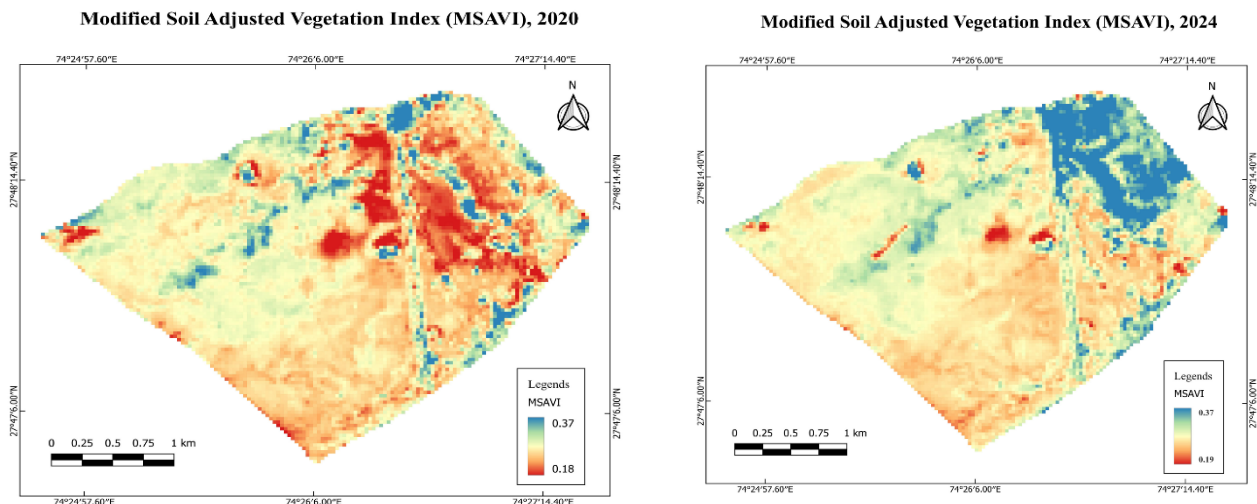 Modified Soil Adjusted Vegetation Index (MSAVI), 2020
74°24'57.60"E 74°26'6.00"E 74°27'14.40"E
N
27°48'14.40"N 27°48'14.40"N
27°47'6.00"N 27°47'6.00"N
Legends
MSAVI
0.37
0.18
0 0.25 0.5 0.75 1 km
74°24'57.60"E 74°26'6.00"E 74°27'14.40"E
Modified Soil Adjusted Vegetation Index (MSAVI), 2024
74°24'57.60"E 74°26'6.00"E 74°27'14.40"E
N
27°48'14.40"N 27°48'14.40"N
27°47'6.00"N 27°47'6.00"N
Legends
MSAVI
0.37
0.19
0 0.25 0.5 0.75 1 km
74°24'57.60"E 74°26'6.00"E 74°27'14.40"E